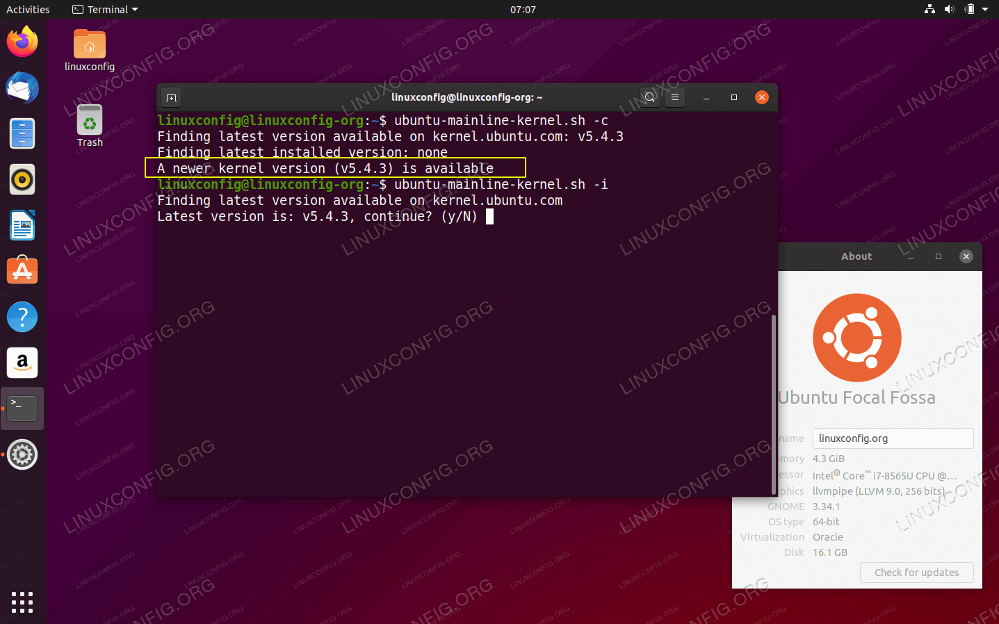 Activities
Terminal
07:07
linuxconfig
Trash
linuxconfig@linuxconfig-org: ~
linuxconfig@linuxconfig-org:~$ ubuntu-mainline-kernel.sh -c
Finding latest version available on kernel.ubuntu.com: v5.4.3
Finding latest installed version: none
A newer kernel version (v5.4.3) is available
linuxconfig@linuxconfig-org:~$ ubuntu-mainline-kernel.sh -i
Finding latest version available on kernel.ubuntu.com
Latest version is: v5.4.3, continue? (y/N)
About
Ubuntu Focal Fossa
name linuxconfig.org
emory 4.3 GiB
essor Intel® Core™ i7-8565U CPU @...
phics llvmpipe (LLVM 9.0, 256 bits)
GNOME 3.34.1
OS type 64-bit
Virtualization Oracle
Disk 16.1 GB
Check for updates
LINUXCONFIG.ORG